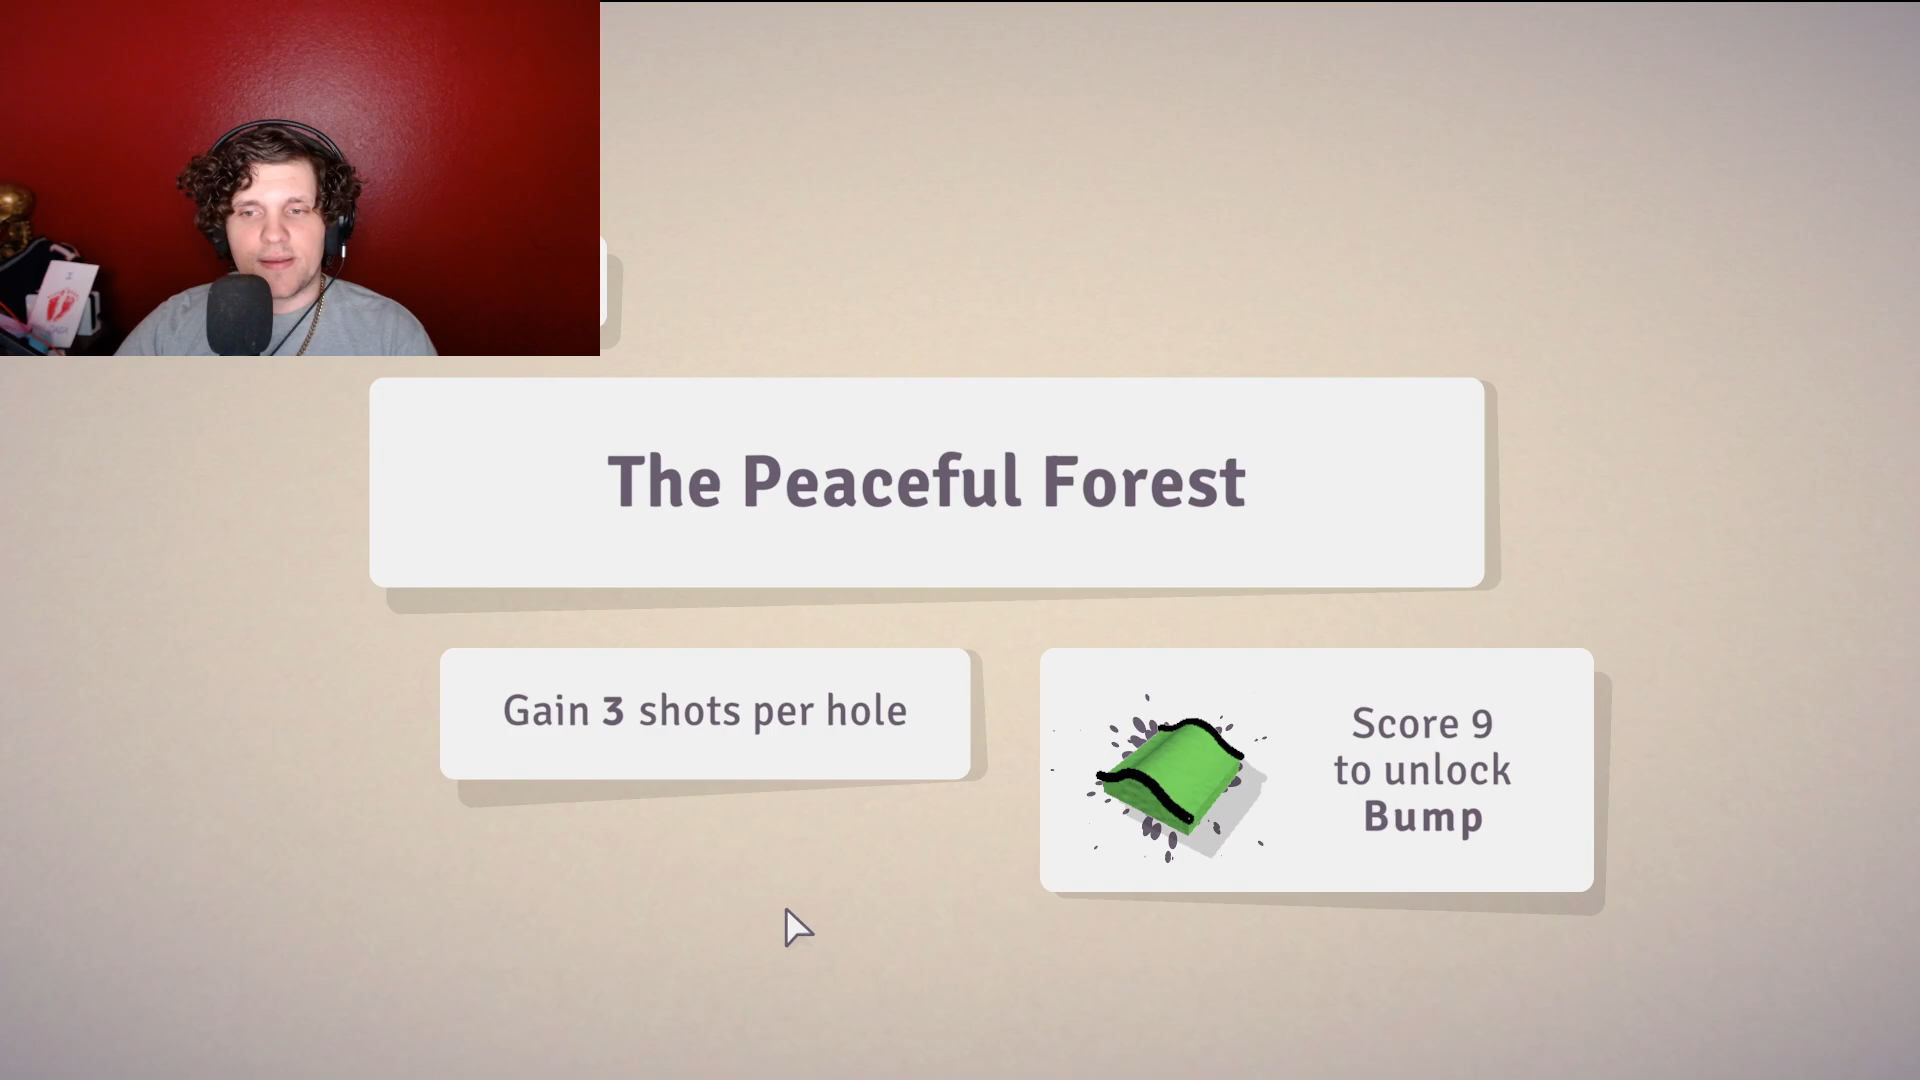 The Peaceful Forest
Gain 3 shots per hole
Score 9
to unlock
Bump